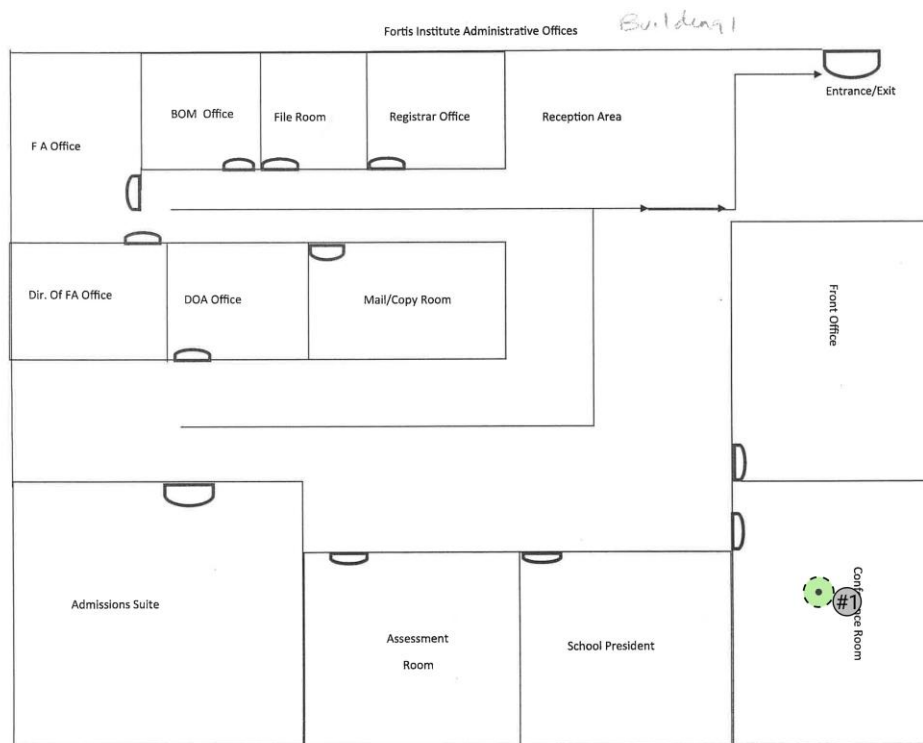 Fortis Institute Administrative Offices
Building 1
Entrance/Exit
BOM Office
File Room
Registrar Office
Reception Area
F A Office
Dir. Of FA Office
DOA Office
Mail/Copy Room
Front Office
Admissions Suite
Assessment
Room
School President
#1
Room